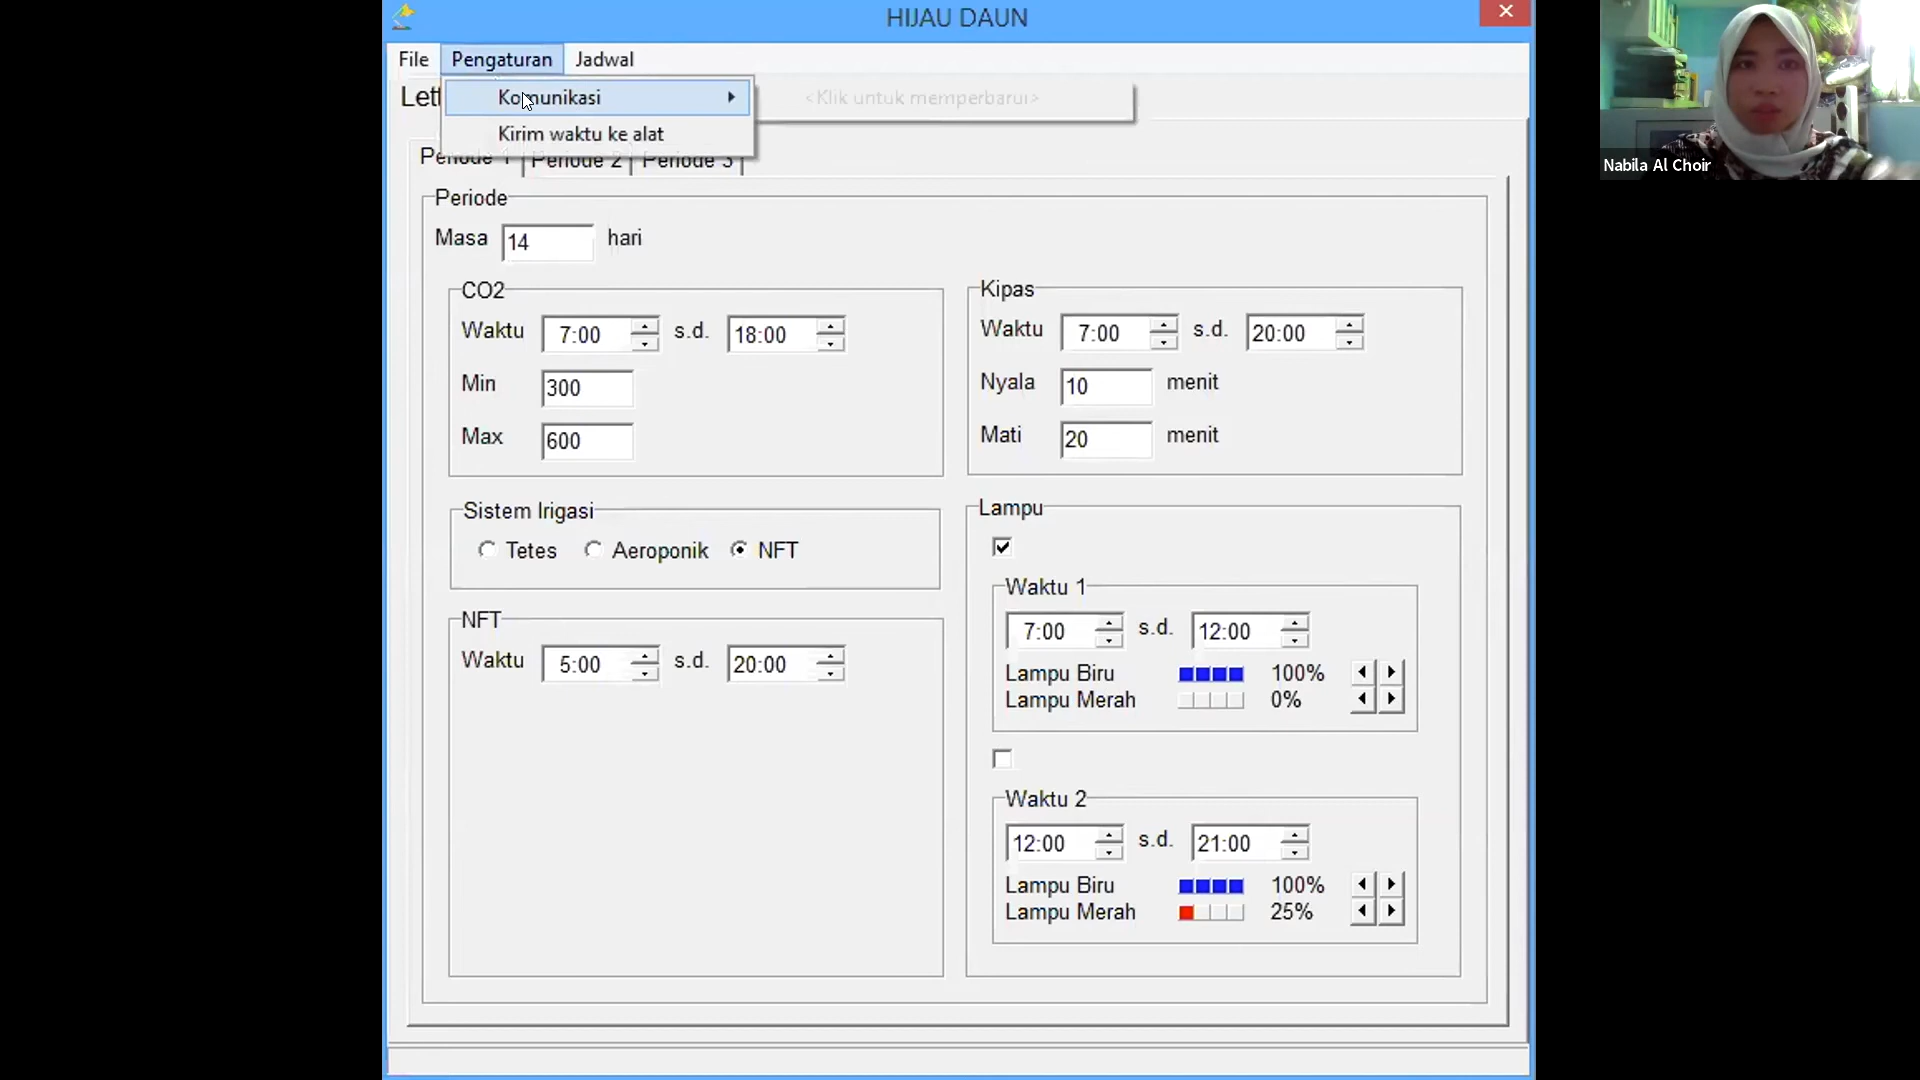 HIJAU DAUN
File Pengaturan Jadwal
Lett
Komunikasi
<Klik untuk memperbarui>
Kirim waktu ke alat
Periode 1 Periode 2 Periode 3
Periode
Masa 14 hari
CO2
Waktu 7:00 s.d. 18:00
Min 300
Max 600
Kipas
Waktu 7:00 s.d. 20:00
Nyala 10 menit
Mati 20 menit
Sistem Irigasi
Tetes Aeroponik NFT
NFT
Waktu 5:00 s.d. 20:00
Lampu
Waktu 1
7:00 s.d. 12:00
Lampu Biru 100%
Lampu Merah 0%
Waktu 2
12:00 s.d. 21:00
Lampu Biru 100%
Lampu Merah 25%
Nabila Al Choir